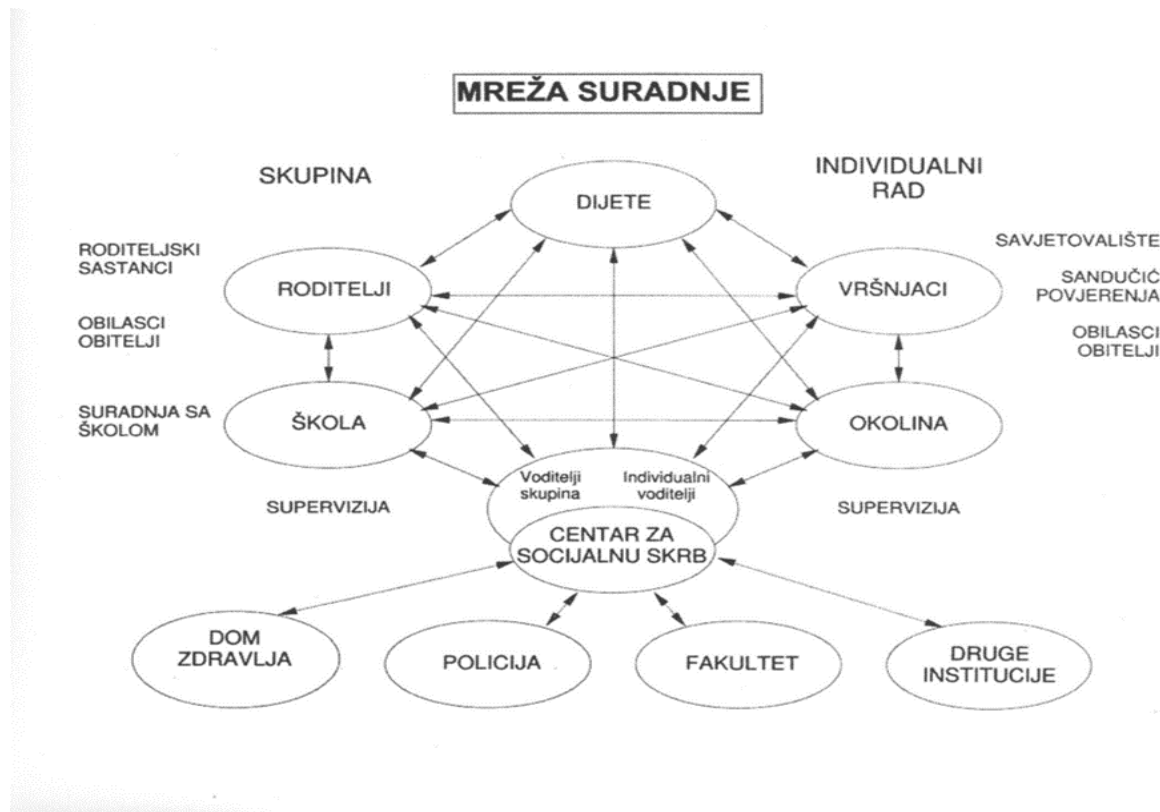 MREŽA SURADNJE
SKUPINA
INDIVIDUALNI
RAD
DIJETE
RODITELJSKI
SASTANCI
SAVJETOVALIŠTE
RODITELJI
VRŠNJACI
SANDUČIĆ
POVJERENJA
OBILASCI
OBITELJI
OBILASCI
OBITELJI
SURADNJA SA
ŠKOLOM
ŠKOLA
OKOLINA
Voditelji
skupina
Individualni
voditelji
SUPERVIZIJA
SUPERVIZIJA
CENTAR ZA
SOCIJALNU SKRB
DOM
ZDRAVLJA
POLICIJA
FAKULTET
DRUGE
INSTITUCIJE